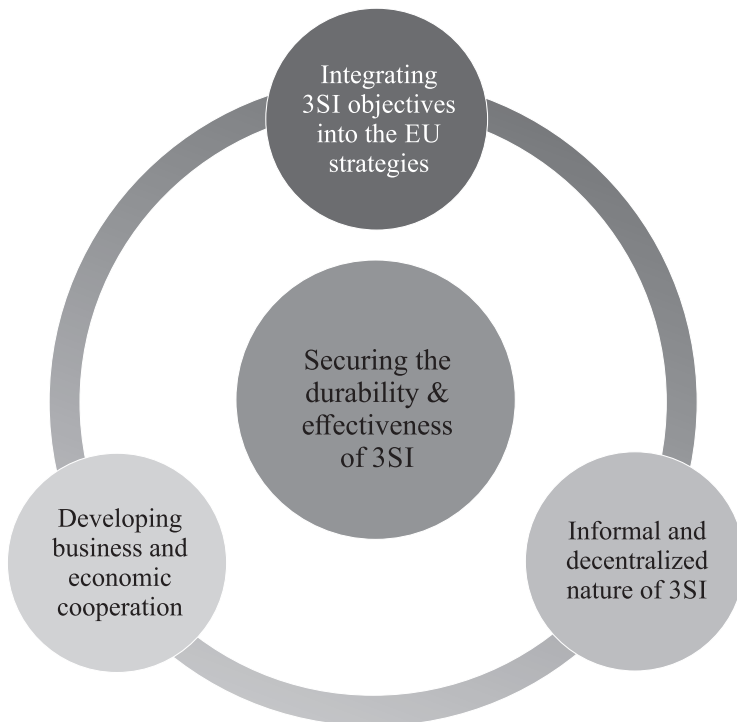 Integrating
3SI objectives
into the EU
strategies
Securing the
durability &
effectiveness
of 3SI
Developing
business and
economic
cooperation
Informal and
decentralized
nature of 3SI